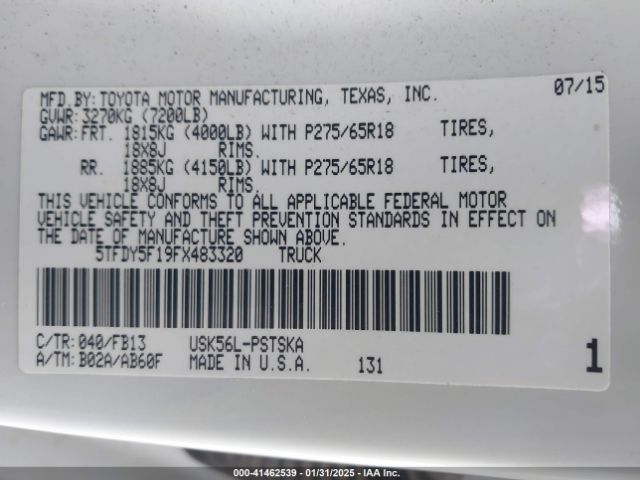 MFD.BY:TOYOTA MOTOR MANUFACTURING, TEXAS, INC. 07/15
GVWR:3270KG (7200LB)
GAWR:FRT. 1815KG (4000LB) WITH P275/65R18 TIRES,
18X8J RIMS.
RR. 1885KG (4150LB) WITH P275/65R18 TIRES,
18X8J RIMS.
THIS VEHICLE CONFORMS TO ALL APPLICABLE FEDERAL MOTOR
VEHICLE SAFETY AND THEFT PREVENTION STANDARDS IN EFFECT ON
THE DATE OF MANUFACTURE SHOWN ABOVE.
5TFDY5F19FX483320 TRUCK
C/TR:040/FB13 USK56L-PSTSKA
A/TM:B02A/AB60F MADE IN U.S.A. 131 1
000-41462539 - 01/31/2025 - IAA Inc.